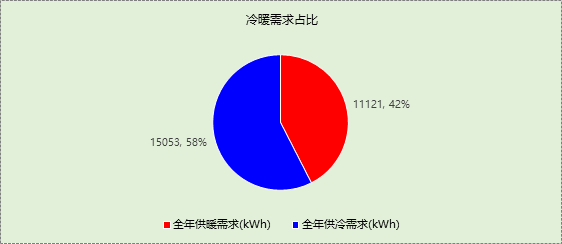 冷暖需求占比
11121, 42%
15053, 58%
全年供暖需求(kWh)
全年供冷需求(kWh)